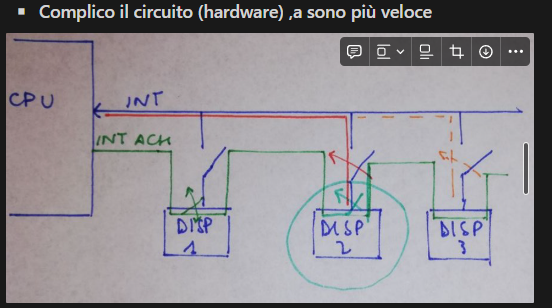 Complico il circuito (hardware) ,a sono più veloce
CPU
INT
INT ACK
DISP 1
DISP 2
DISP 3